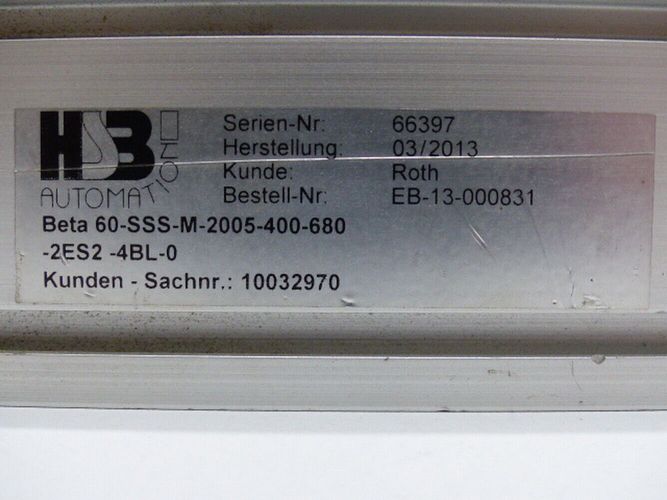 HSB
AUTOMATION
Serien-Nr: 66397
Herstellung: 03/2013
Kunde: Roth
Bestell-Nr: EB-13-000831
Beta 60-SSS-M-2005-400-680
-2ES2 -4BL-0
Kunden - Sachnr.: 10032970